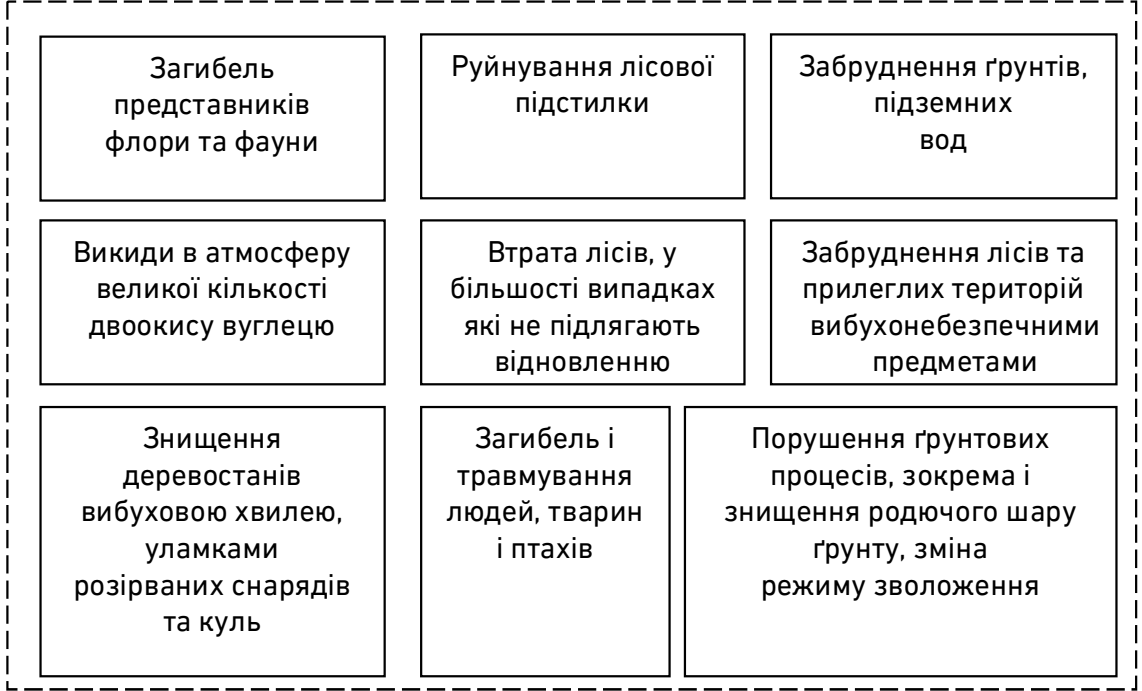 Загибель
представників
флори та фауни
Руйнування лісової
підстилки
Забруднення ґрунтів,
підземних
вод
Викиди в атмосферу
великої кількості
двоокису вуглецю
Втрата лісів, у
більшості випадках
які не підлягають
відновленню
Забруднення лісів та
прилеглих територій
вибухонебезпечними
предметами
Знищення
деревостанів
вибуховою хвилею,
уламками
розірваних снарядів
та куль
Загибель і
травмування
людей, тварин
і птахів
Порушення ґрунтових
процесів, зокрема і
знищення родючого шару
ґрунту, зміна
режиму зволоження